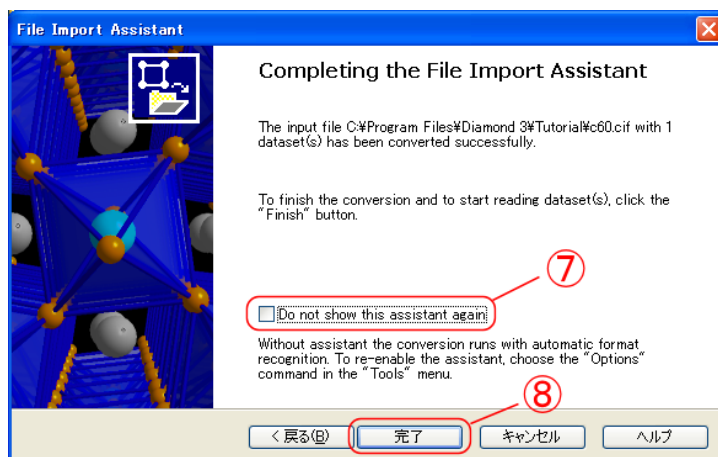 File Import Assistant
Completing the File Import Assistant
The input file C:¥Program Files¥Diamond 3¥Tutorial¥c60.cif with 1
dataset(s) has been converted successfully.
To finish the conversion and to start reading dataset(s), click the
"Finish" button.
⑦
Do not show this assistant again
Without assistant the conversion runs with automatic format
recognition. To re-enable the assistant, choose the "Options"
command in the "Tools" menu.
⑧
< 戻る(B) 完了 キャンセル ヘルプ